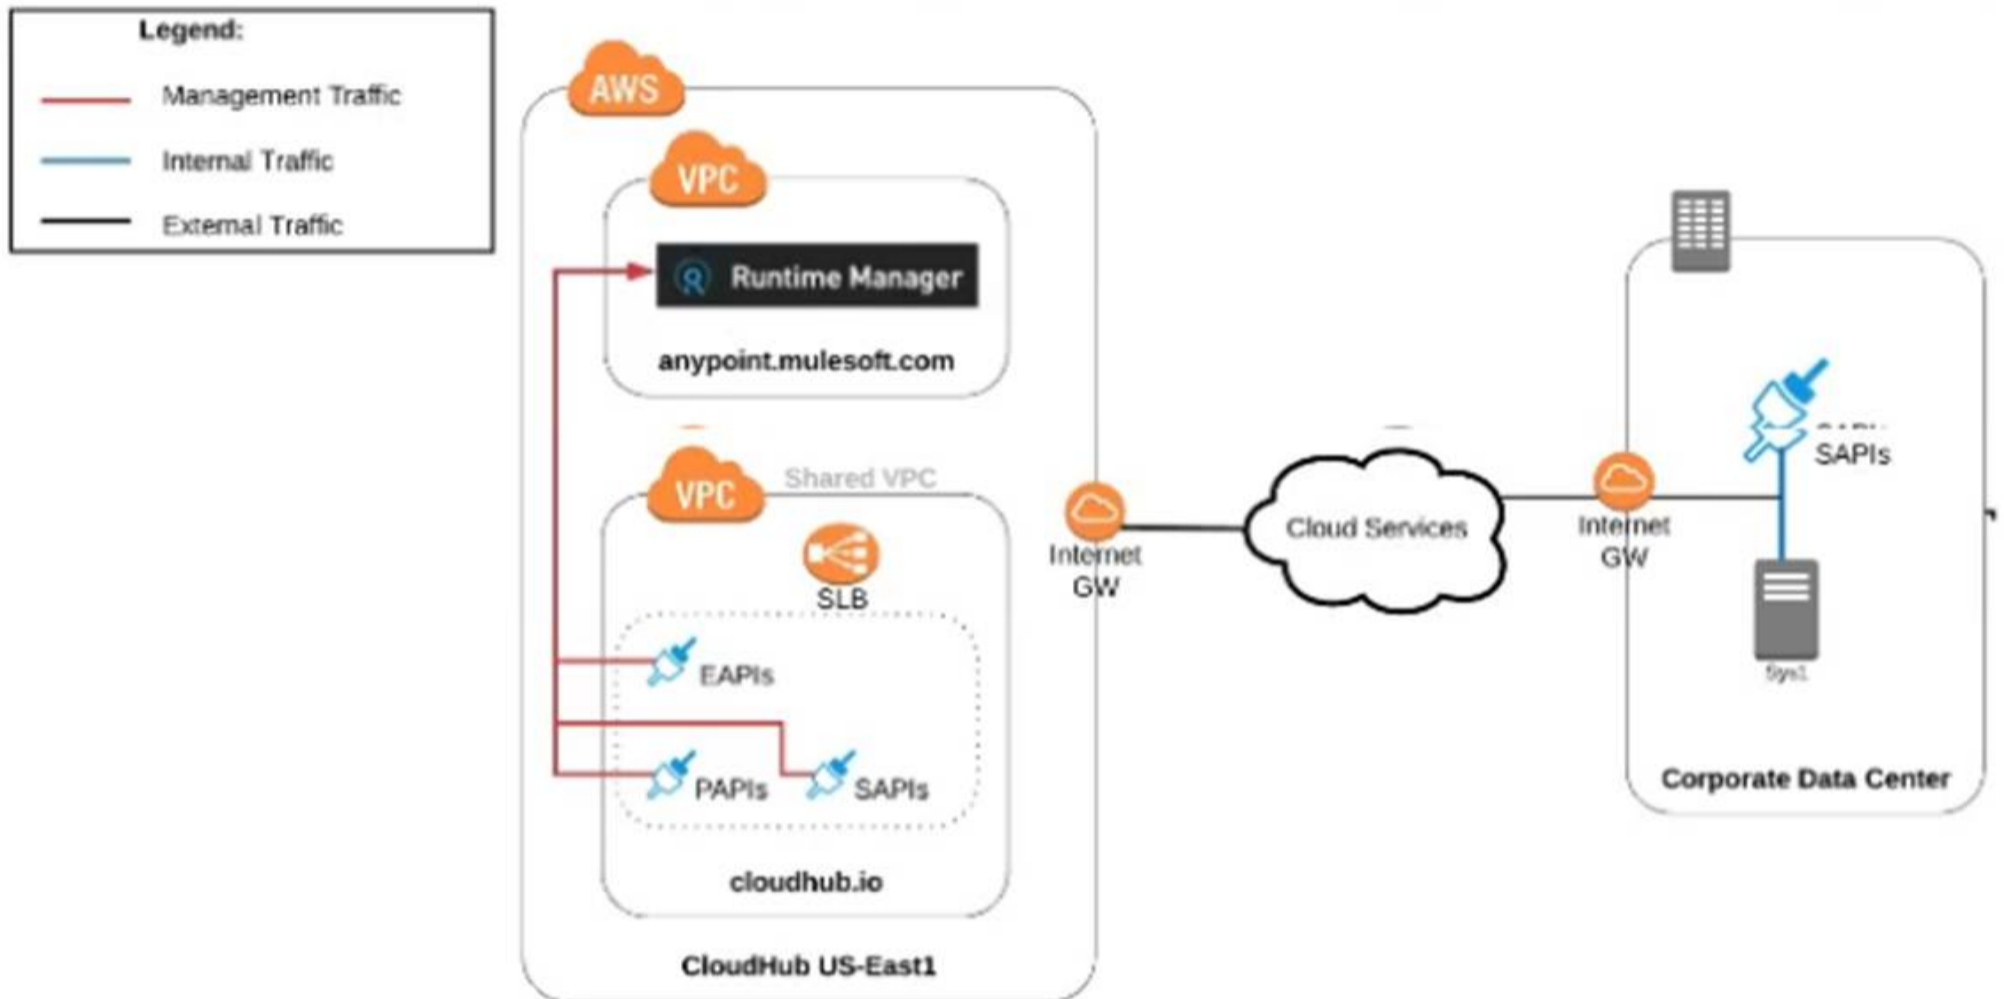 Legend:
Management Traffic
Internal Traffic
External Traffic
AWS
VPC
Runtime Manager
anypoint.mulesoft.com
VPC
Shared VPC
SLB
EAPIs
PAPIs
SAPIs
cloudhub.io
CloudHub US-East1
Internet
GW
Cloud Services
Internet
GW
SAPIs
Sys1
Corporate Data Center